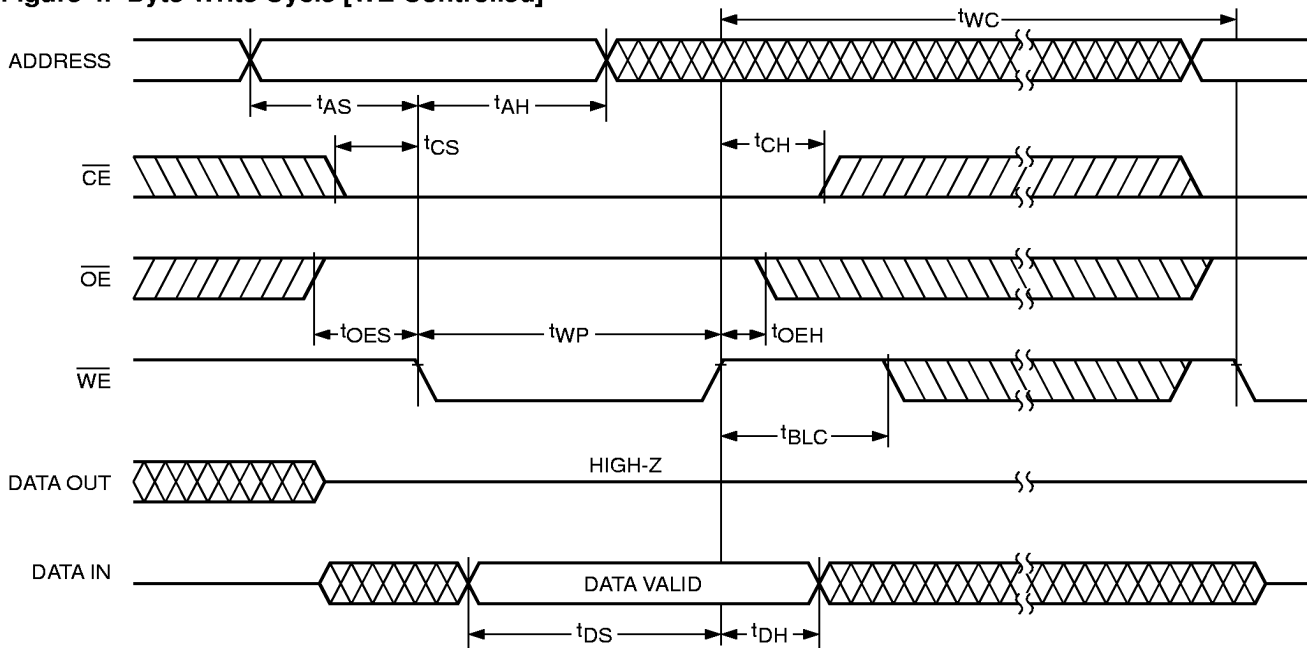 Figure 4. Byte Write Cycle [WE Controlled]
tWC
ADDRESS
tAS tAH
tCS tCH
CE
OE
tOES tWP tOEH
WE
tBLC
HIGH-Z
DATA OUT
DATA IN DATA VALID
tDS tDH